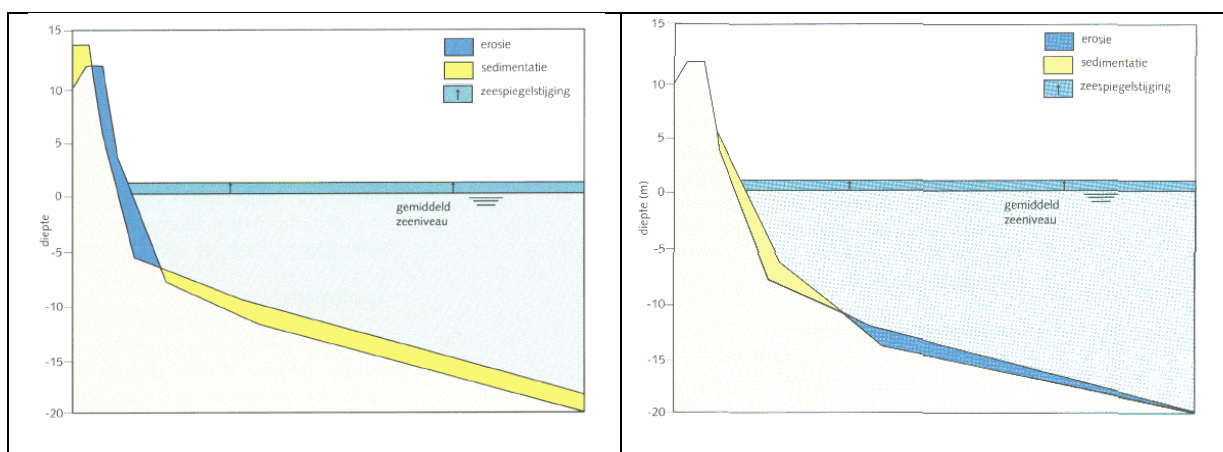 15
10
5
0
-5
-10
-15
-20
diepte
erosie
sedimentatie
↑ zeespiegelstijging
gemiddeld
zeeniveau
15
10
5
0
-5
-10
-15
-20
diepte (m)
erosie
sedimentatie
↑ zeespiegelstijging
gemiddeld
zeeniveau